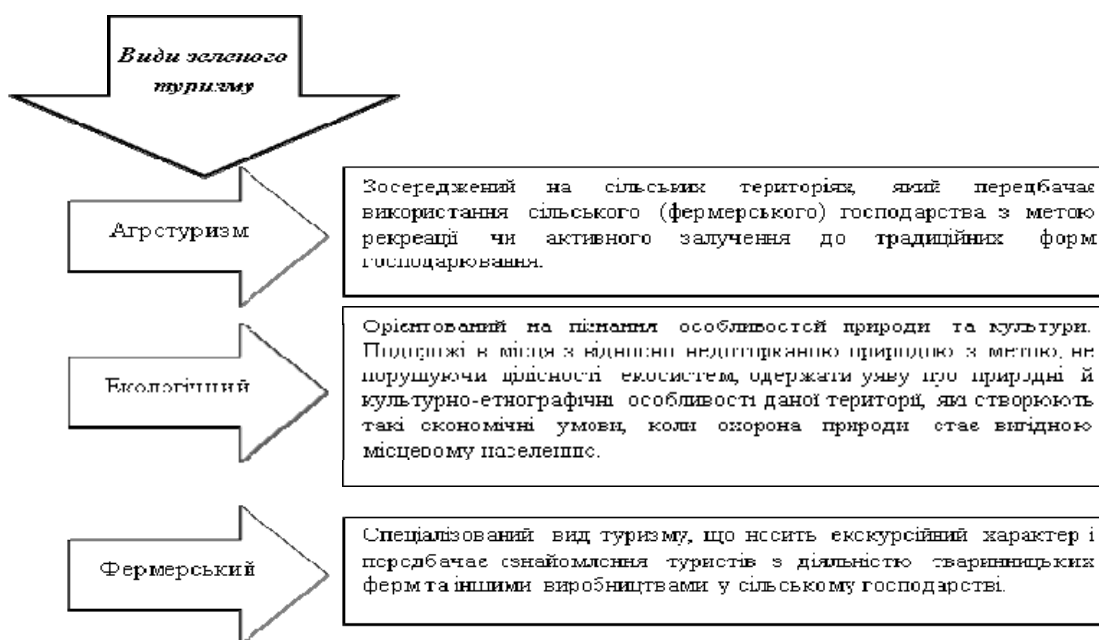 Види зеленого
туризму
Агротуризм
Зосереджений на сільських територіях, який передбачає
використання сільського (фермерського) господарства з метою
рекреації чи активного залучення до традиційних форм
господарювання.
Екологічний
Орієнтований на пізнання особливостей природи та культури.
Подорожі в місця з відносно недоторканою природою з метою, не
порушуючи цілісності екосистем, одержати уяву про природні й
культурно-етнографічні особливості даної території, які створюють
такі економічні умови, коли охорона природи стає вигідною
місцевому населенню.
Фермерський
Спеціалізований вид туризму, що носить екскурсійний характер і
передбачає ознайомлення туристів з діяльністю тваринницьких
ферм та іншими виробництвами у сільському господарстві.